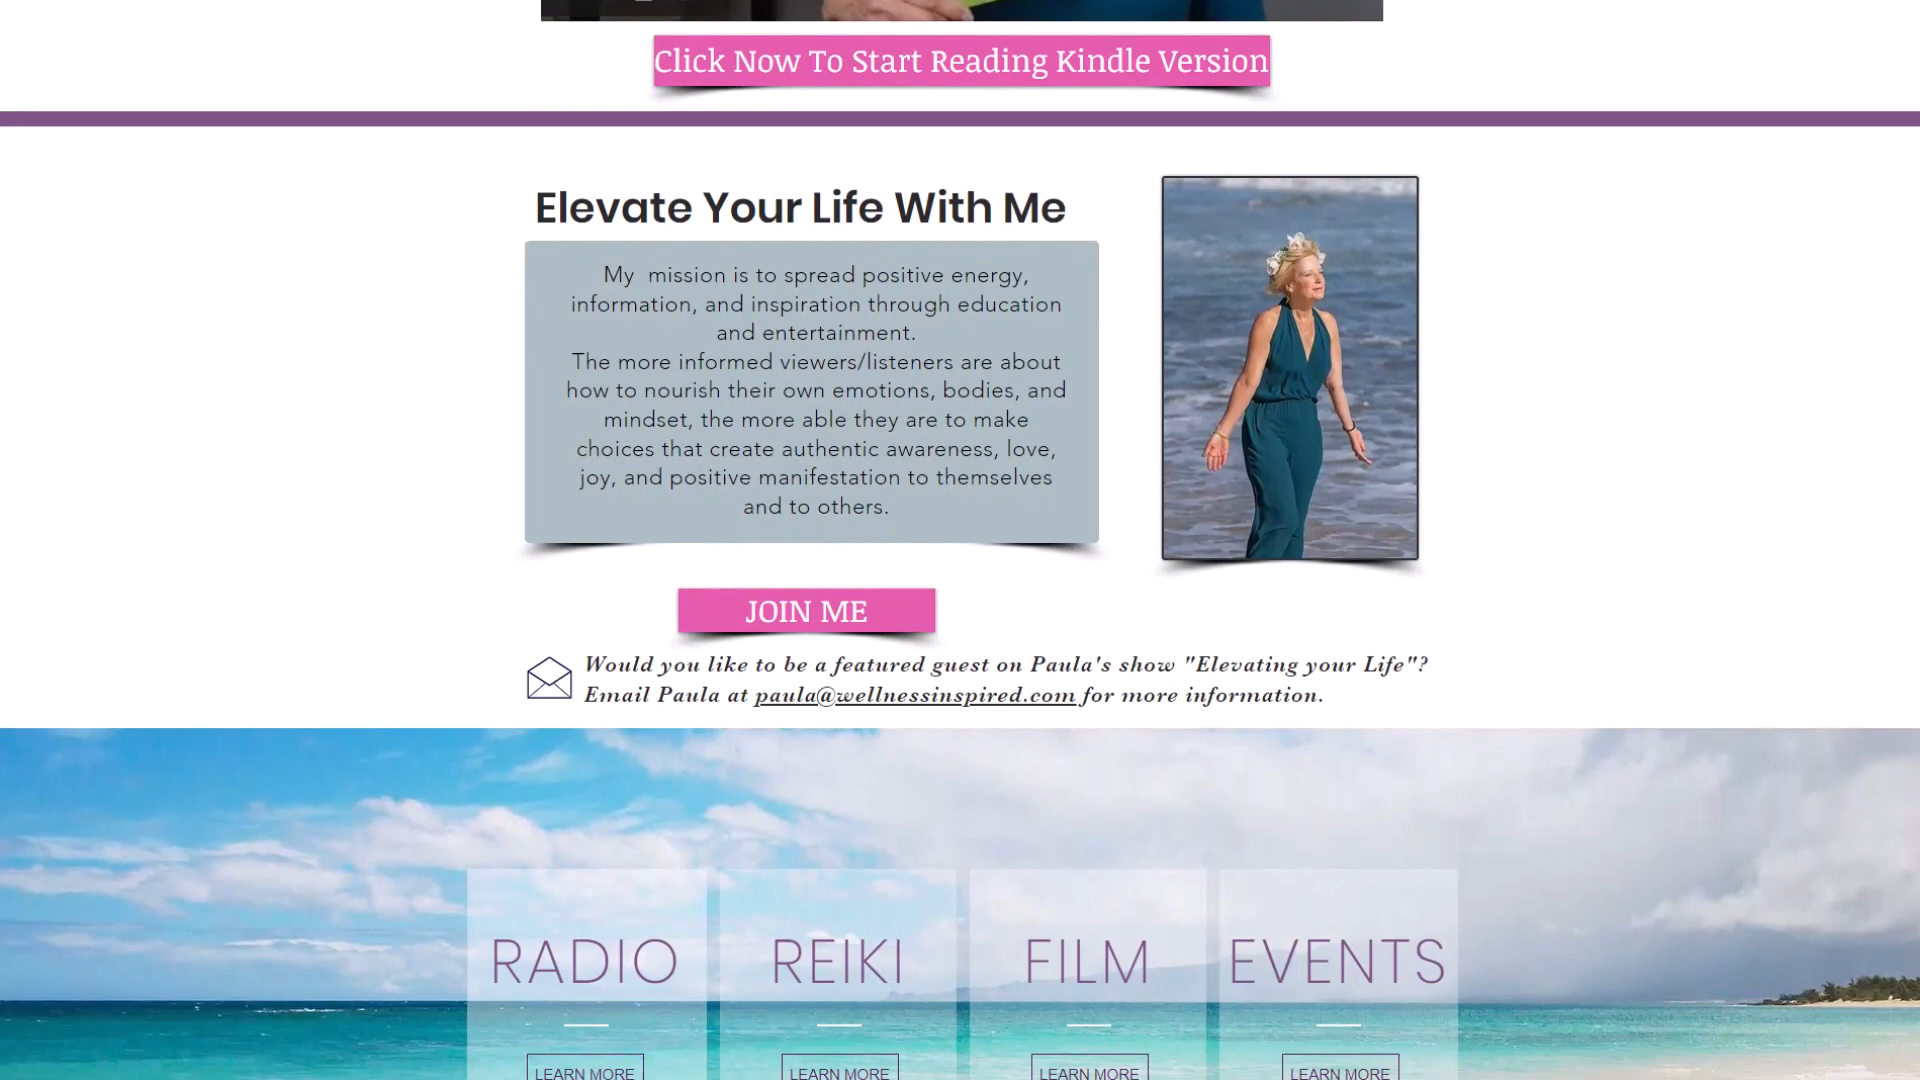 Click Now To Start Reading Kindle Version
Elevate Your Life With Me
My mission is to spread positive energy,
information, and inspiration through education
and entertainment.
The more informed viewers/listeners are about
how to nourish their own emotions, bodies, and
mindset, the more able they are to make
choices that create authentic awareness, love,
joy, and positive manifestation to themselves
and to others.
JOIN ME
Would you like to be a featured guest on Paula's show "Elevating your Life"?
Email Paula at paula@wellnessinspired.com for more information.
RADIO
REIKI
FILM
EVENTS
LEARN MORE
LEARN MORE
LEARN MORE
LEARN MORE